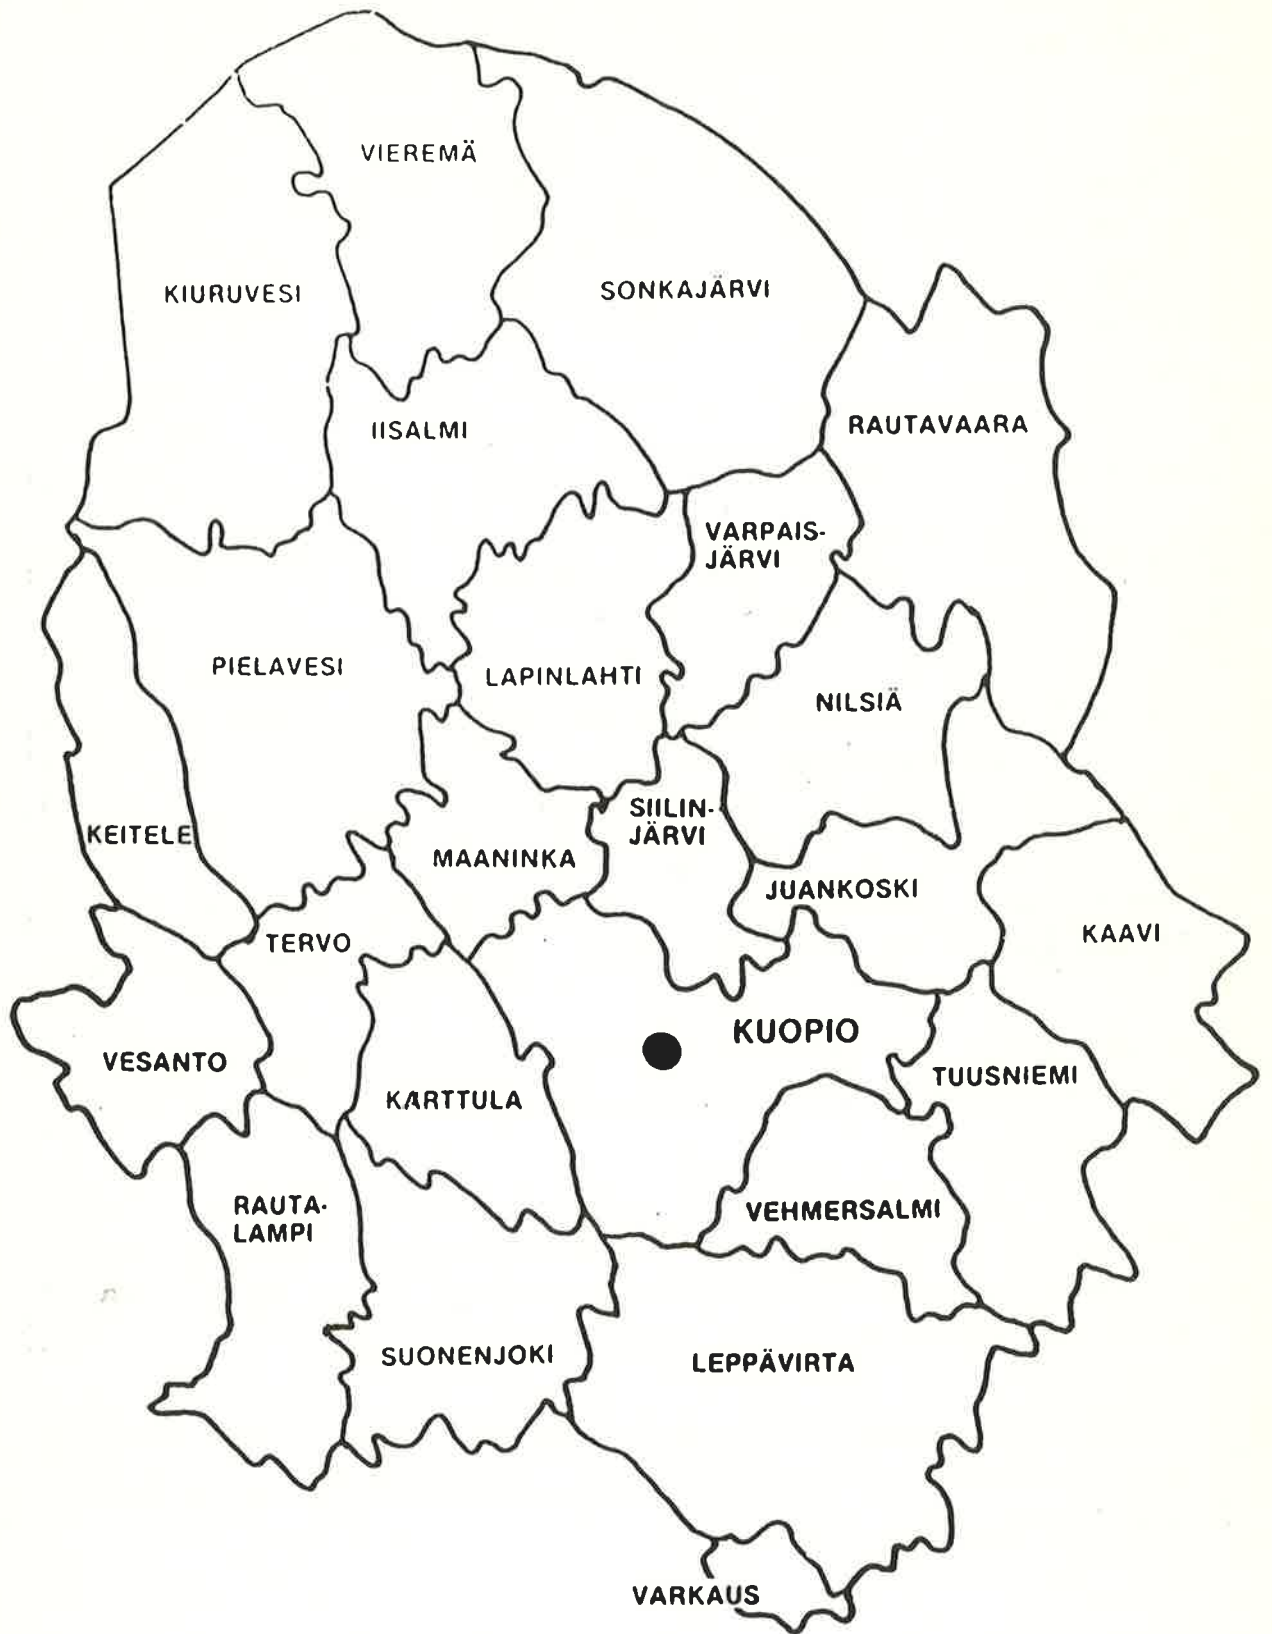 VIEREMÄ
KIURUVESI
SONKAJÄRVI
IISALMI
RAUTAVAARA
VARPAIS-
JÄRVI
PIELAVESI
LAPINLAHTI
NILSIÄ
KEITELE
SIILIN-
JÄRVI
MAANINKA
JUANKOSKI
TERVO
KAAVI
KUOPIO
VESANTO
TUUSNIEMI
KARTTULA
RAUTA-
LAMPI
VEHMERSALMI
SUONENJOKI
LEPPÄVIRTA
VARKAUS